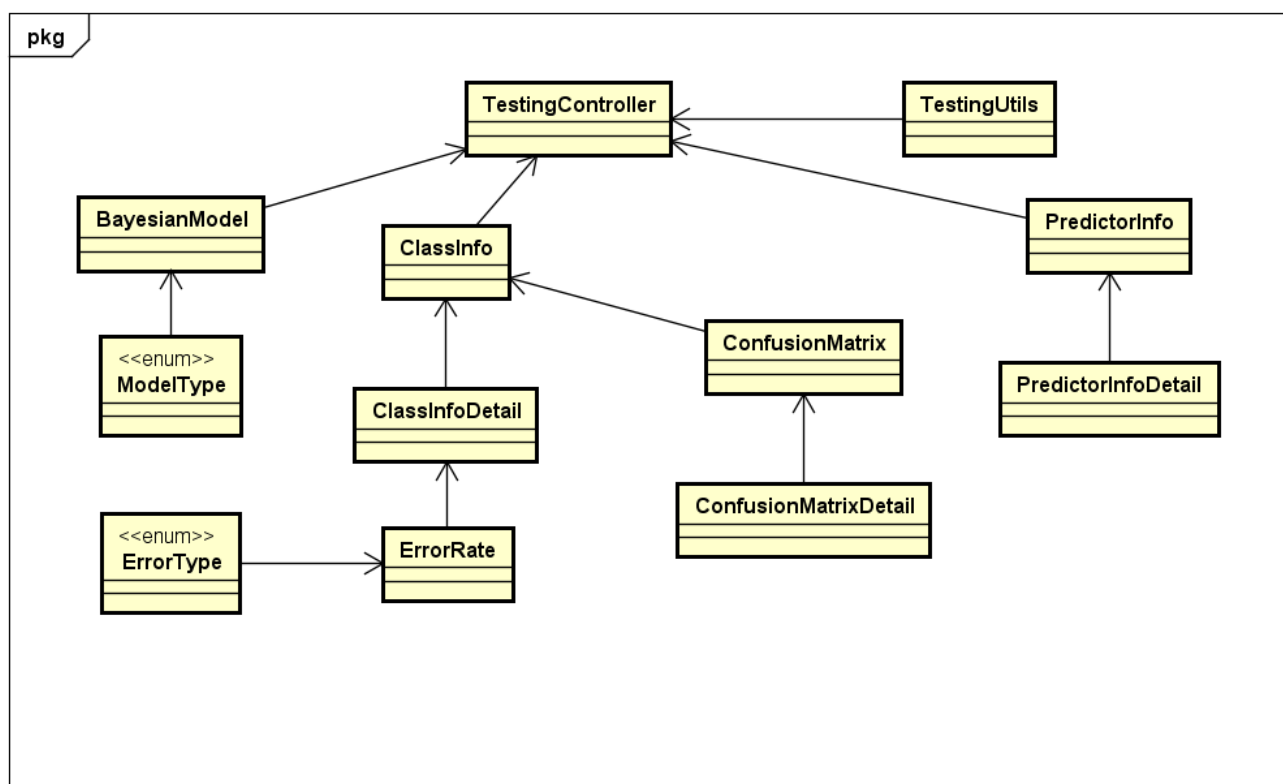 pkg
TestingController
TestingUtils
BayesianModel
ClassInfo
PredictorInfo
<<enum>>
ModelType
ConfusionMatrix
PredictorInfoDetail
ClassInfoDetail
ConfusionMatrixDetail
<<enum>>
ErrorType
ErrorRate